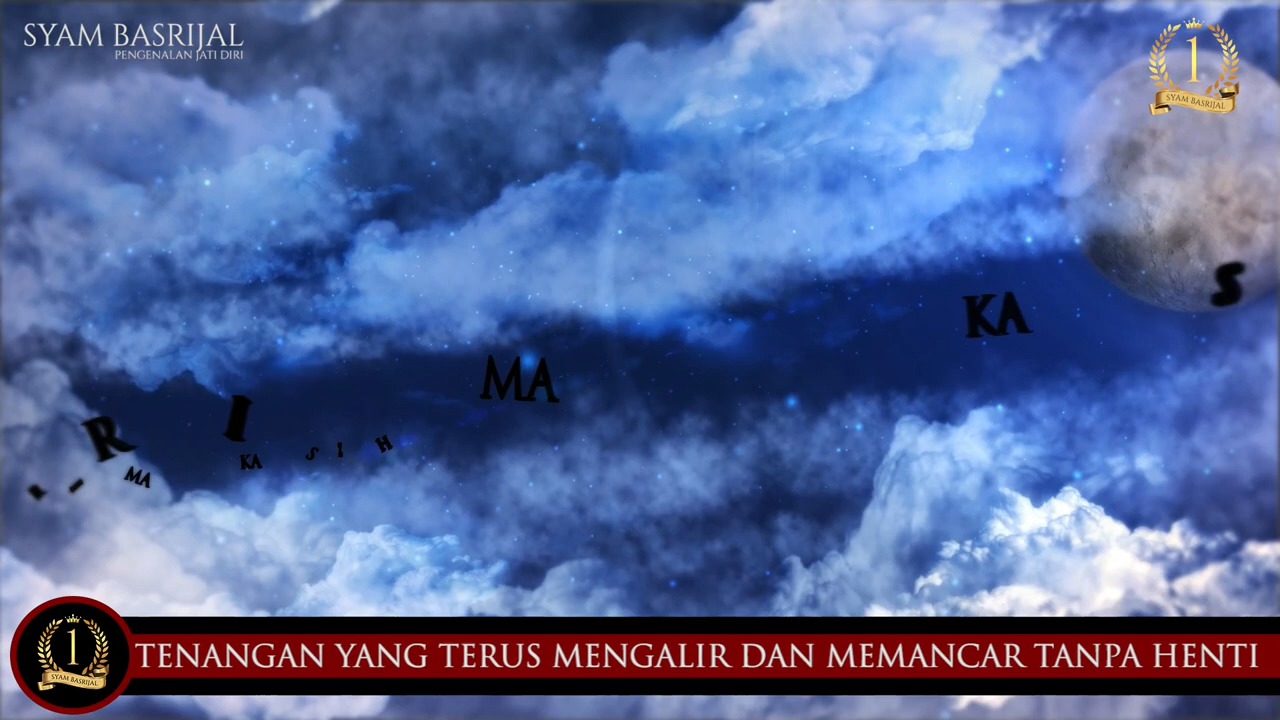 SYAM BASRIJAL
PENGENALAN JATI DIRI
1
SYAM BASRIJAL
R I MA KA S
MA KA S I H
1
SYAM BASRIJAL
TENANGAN YANG TERUS MENGALIR DAN MEMANCAR TANPA HENTI